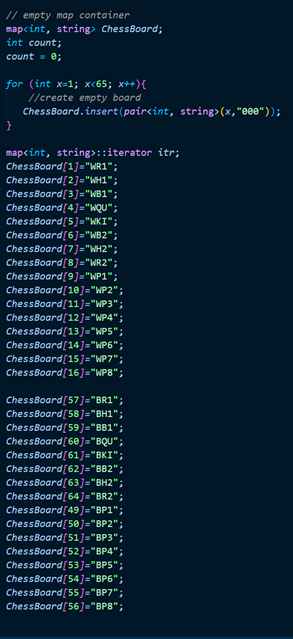 // empty map container
map<int, string> ChessBoard;
int count;
count = 0;
for (int x=1; x<65; x++){
//create empty board
ChessBoard.insert(pair<int, string>(x,"000"));
}
map<int, string>::iterator itr;
ChessBoard[1]="WR1";
ChessBoard[2]="WH1";
ChessBoard[3]="WB1";
ChessBoard[4]="WQU";
ChessBoard[5]="WKI";
ChessBoard[6]="WB2";
ChessBoard[7]="WH2";
ChessBoard[8]="WR2";
ChessBoard[9]="WP1";
ChessBoard[10]="WP2";
ChessBoard[11]="WP3";
ChessBoard[12]="WP4";
ChessBoard[13]="WP5";
ChessBoard[14]="WP6";
ChessBoard[15]="WP7";
ChessBoard[16]="WP8";
ChessBoard[57]="BR1";
ChessBoard[58]="BH1";
ChessBoard[59]="BB1";
ChessBoard[60]="BQU";
ChessBoard[61]="BKI";
ChessBoard[62]="BB2";
ChessBoard[63]="BH2";
ChessBoard[64]="BR2";
ChessBoard[49]="BP1";
ChessBoard[50]="BP2";
ChessBoard[51]="BP3";
ChessBoard[52]="BP4";
ChessBoard[53]="BP5";
ChessBoard[54]="BP6";
ChessBoard[55]="BP7";
ChessBoard[56]="BP8";